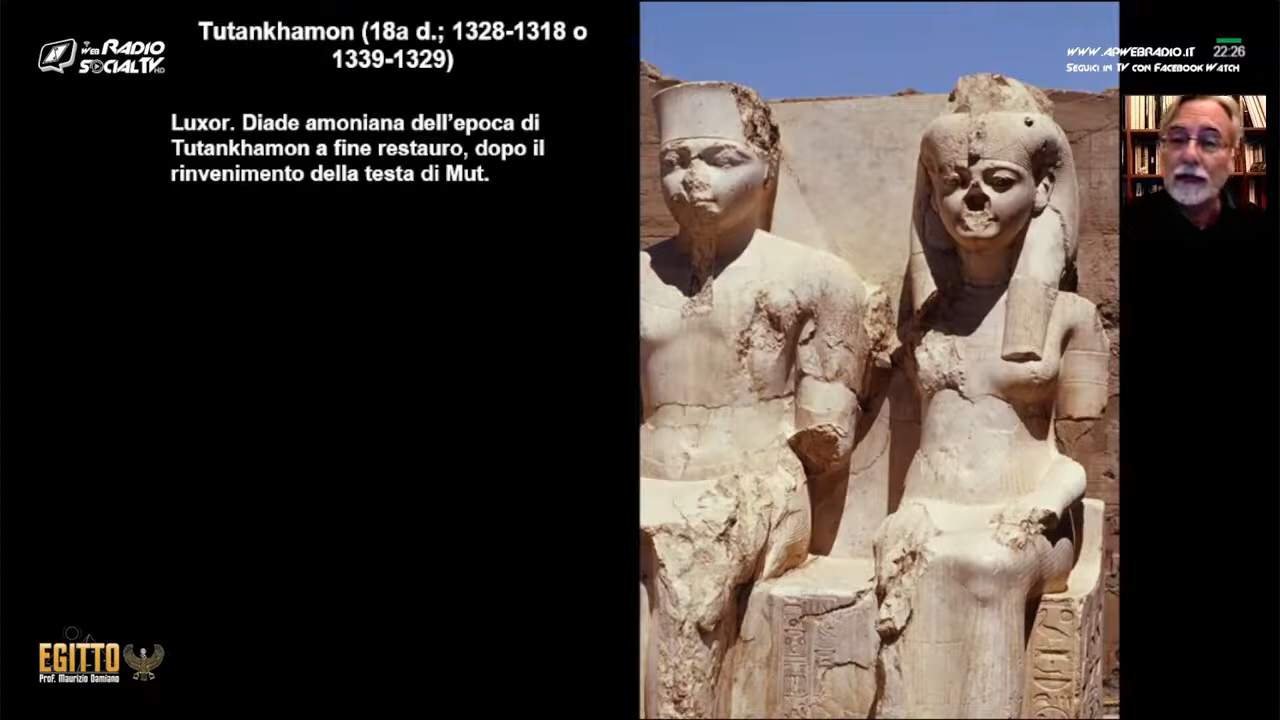 Tutankhamon (18a d.; 1328-1318 o
1339-1329)
WEB RADIO
SOCIALTV HD
www.apwebradio.it
22:26
Seguici in TV con Facebook Watch
Luxor. Diade amoniana dell'epoca di
Tutankhamon a fine restauro, dopo il
rinvenimento della testa di Mut.
EGITTO
Prof. Maurizio Damiano